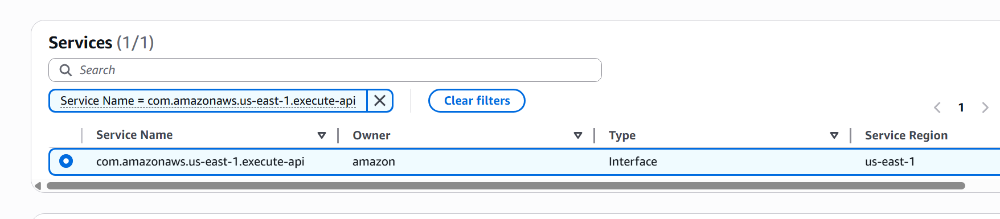 Services (1/1)
Search
Service Name = com.amazonaws.us-east-1.execute-api
Clear filters
1
Service Name Owner Type Service Region
com.amazonaws.us-east-1.execute-api amazon Interface us-east-1